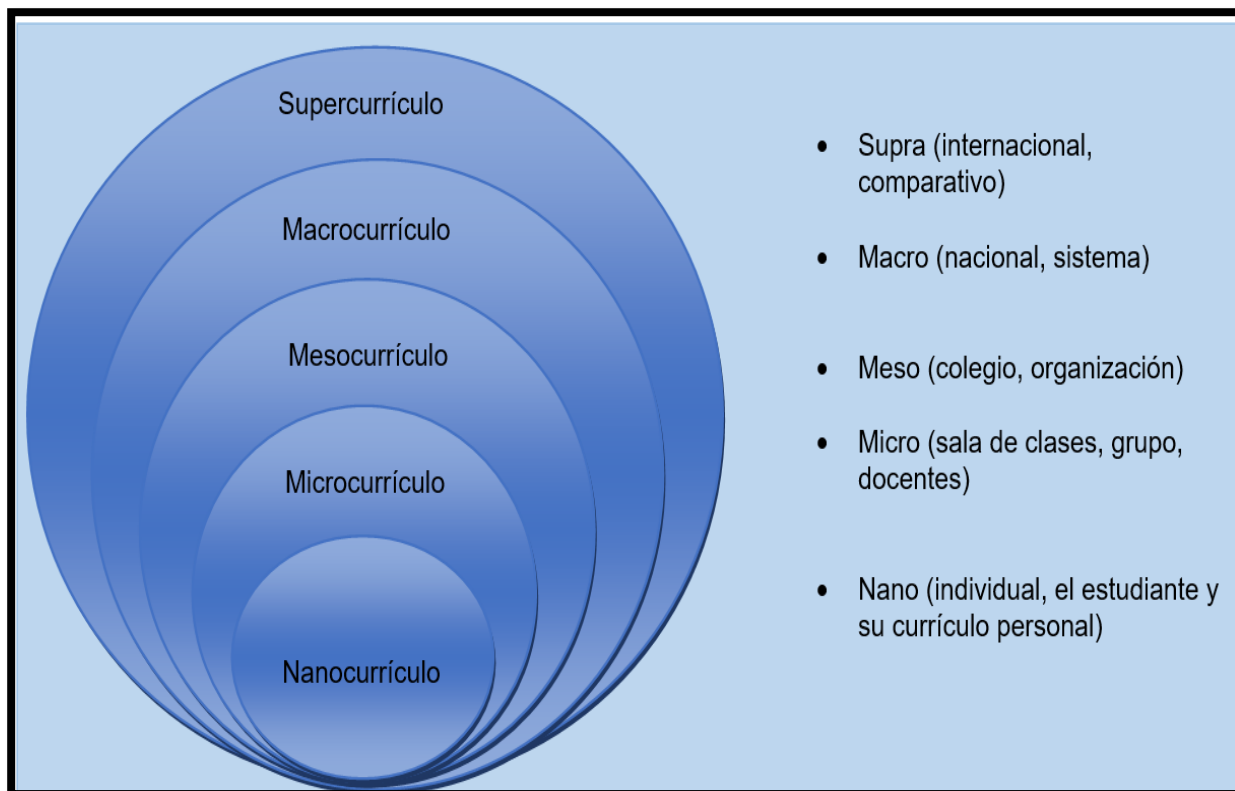 Supercurrículo
Macrocurrículo
Mesocurrículo
Microcurrículo
Nanocurrículo
• Supra (internacional,
comparativo)
• Macro (nacional, sistema)
• Meso (colegio, organización)
• Micro (sala de clases, grupo,
docentes)
• Nano (individual, el estudiante y
su currículo personal)